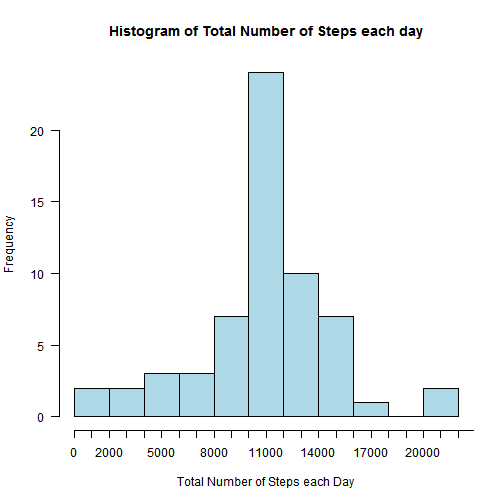 Histogram of Total Number of Steps each day
Frequency
20
15
10
5
0
0 2000 5000 8000 11000 14000 17000 20000
Total Number of Steps each Day